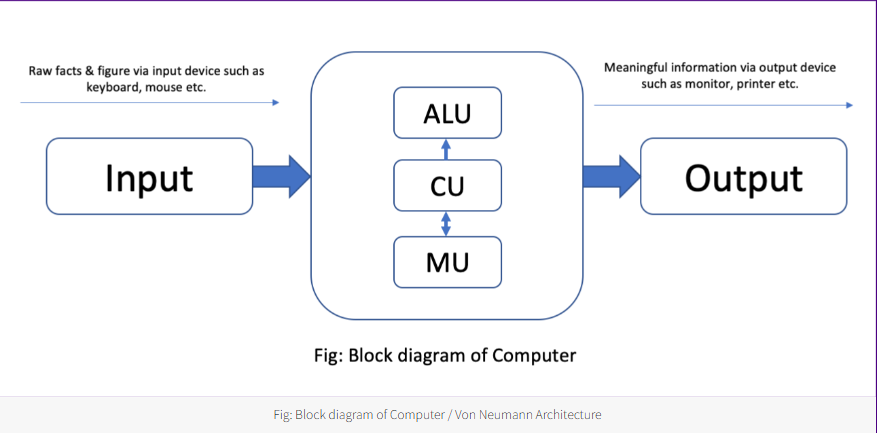 Raw facts & figure via input device such as
keyboard, mouse etc.
Meaningful information via output device
such as monitor, printer etc.
Input
ALU
CU
MU
Output
Fig: Block diagram of Computer
Fig: Block diagram of Computer / Von Neumann Architecture